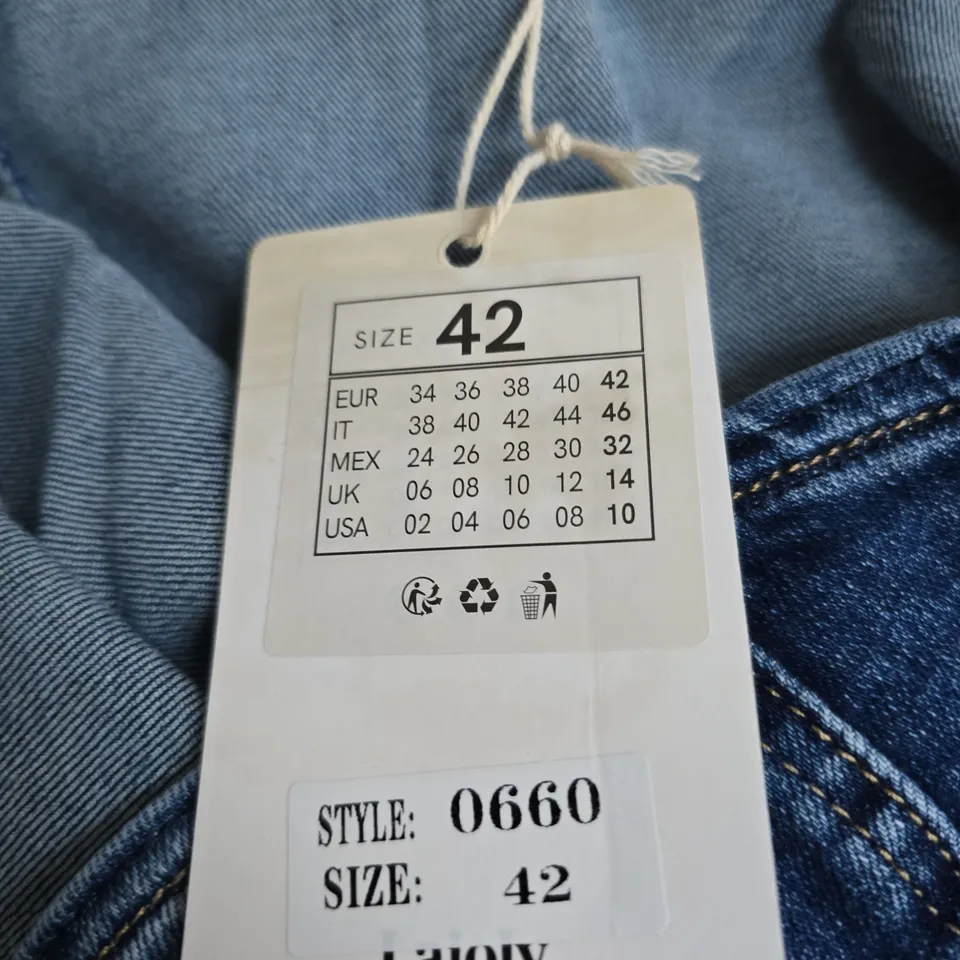 SIZE 42
EUR 34 36 38 40 42
IT 38 40 42 44 46
MEX 24 26 28 30 32
UK 06 08 10 12 14
USA 02 04 06 08 10
STYLE: 0660
SIZE: 42